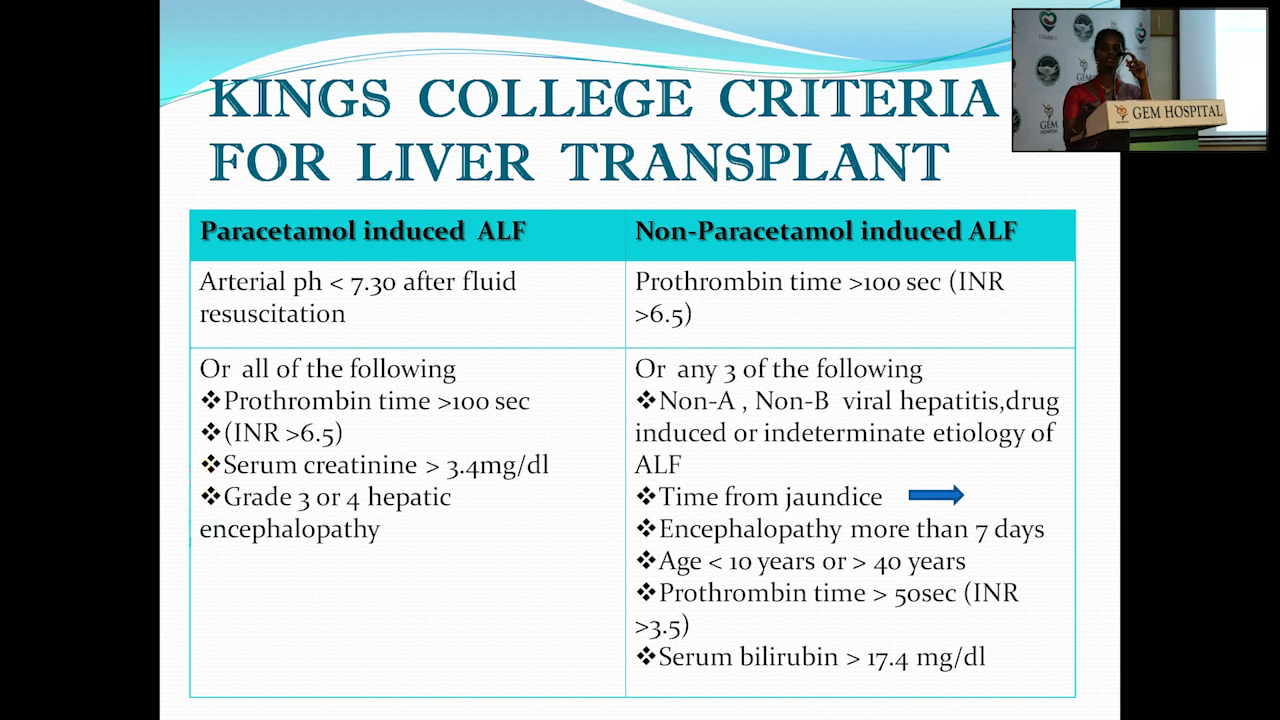 KINGS COLLEGE CRITERIA
FOR LIVER TRANSPLANT
GEM
HOSPITAL
GEM HOSPITAL
Paracetamol induced ALF
Non-Paracetamol induced ALF
Arterial ph < 7.30 after fluid
resuscitation
Prothrombin time >100 sec (INR
>6.5)
Or all of the following
❖Prothrombin time >100 sec
❖(INR >6.5)
❖Serum creatinine > 3.4mg/dl
❖Grade 3 or 4 hepatic
encephalopathy
Or any 3 of the following
❖Non-A , Non-B viral hepatitis,drug
induced or indeterminate etiology of
ALF
❖Time from jaundice
❖Encephalopathy more than 7 days
❖Age < 10 years or > 40 years
❖Prothrombin time > 50sec (INR
>3.5)
❖Serum bilirubin > 17.4 mg/dl